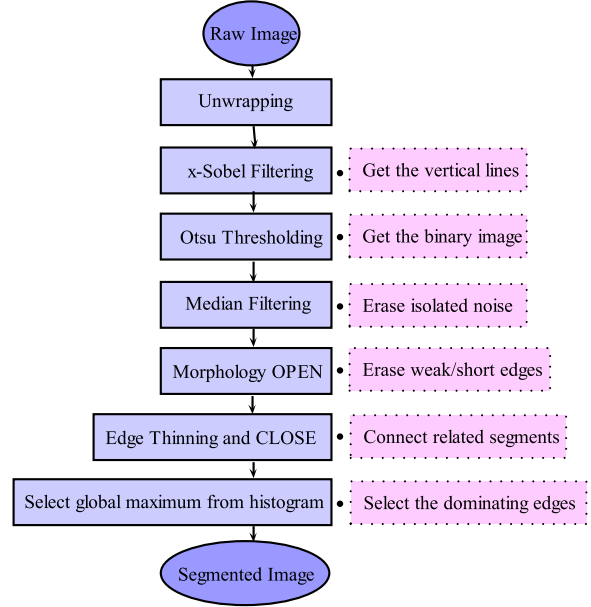 Raw Image
Unwrapping
x-Sobel Filtering
Get the vertical lines
Otsu Thresholding
Get the binary image
Median Filtering
Erase isolated noise
Morphology OPEN
Erase weak/short edges
Edge Thinning and CLOSE
Connect related segments
Select global maximum from histogram
Select the dominating edges
Segmented Image